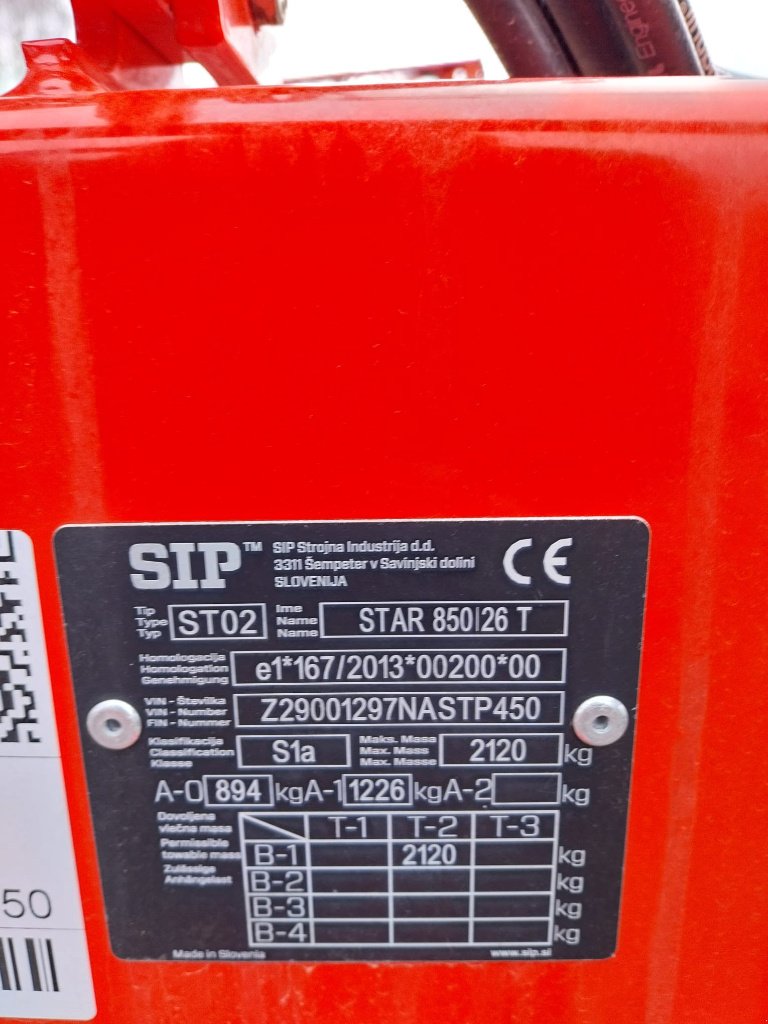 Engine
SIP™ SIP Strojna Industrija d.d.
3311 Šempeter v Savinjski dolini
SLOVENIJA
CE
Tip
Type
Typ
ST02
Ime
Name
Name
STAR 850|26 T
Homologacija
Homologation
Genehmigung
e1*167/2013*00200*00
VIN - Številka
VIN - Number
FIN - Nummer
Z29001297NASTP450
Klasifikacija
Classification
Klasse
S1a
Maks. Masa
Max. Mass
Max. Masse
2120 kg
A-0 894 kg A-1 1226 kg A-2 kg
Dovoljena
vlečna masa
Permissible
towable mass
Zulässige
Anhängelast
T-1 T-2 T-3
B-1 2120 kg
B-2 kg
B-3 kg
B-4 kg
Made in Slovenia www.sip.si
50